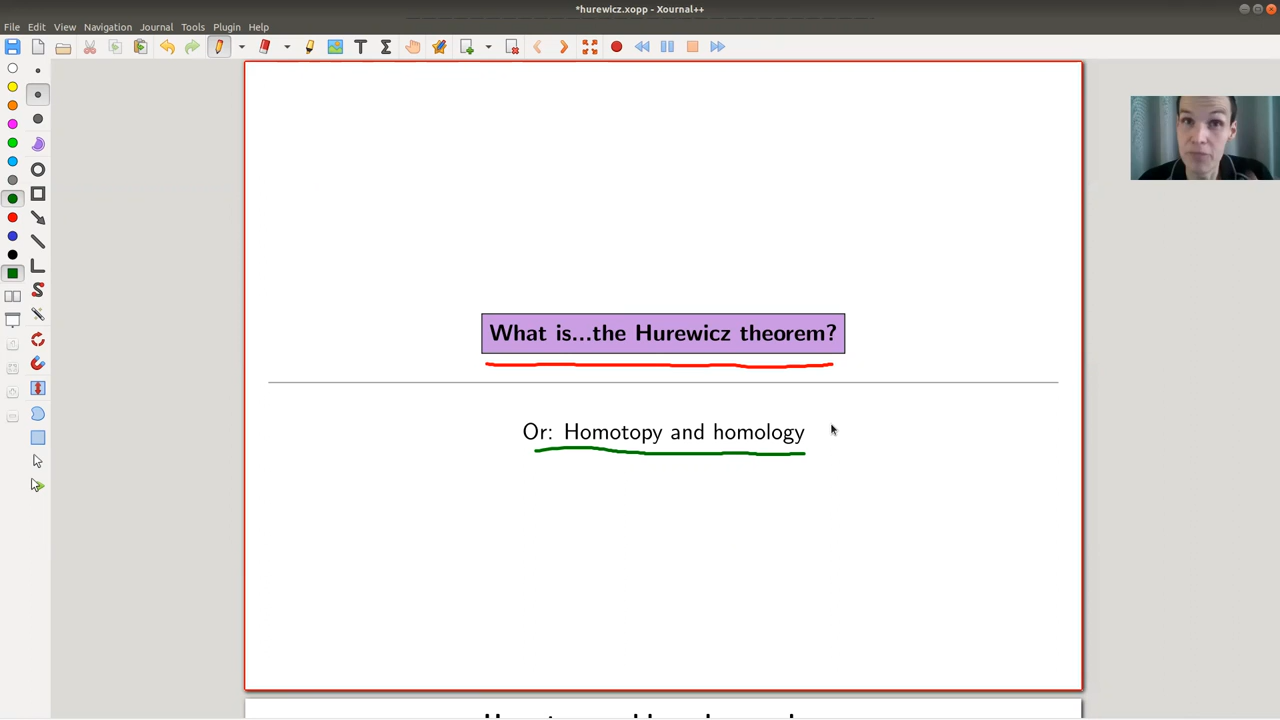 *hurewicz.xopp - Xournal++
File Edit View Navigation Journal Tools Plugin Help
What is...the Hurewicz theorem?
Or: Homotopy and homology